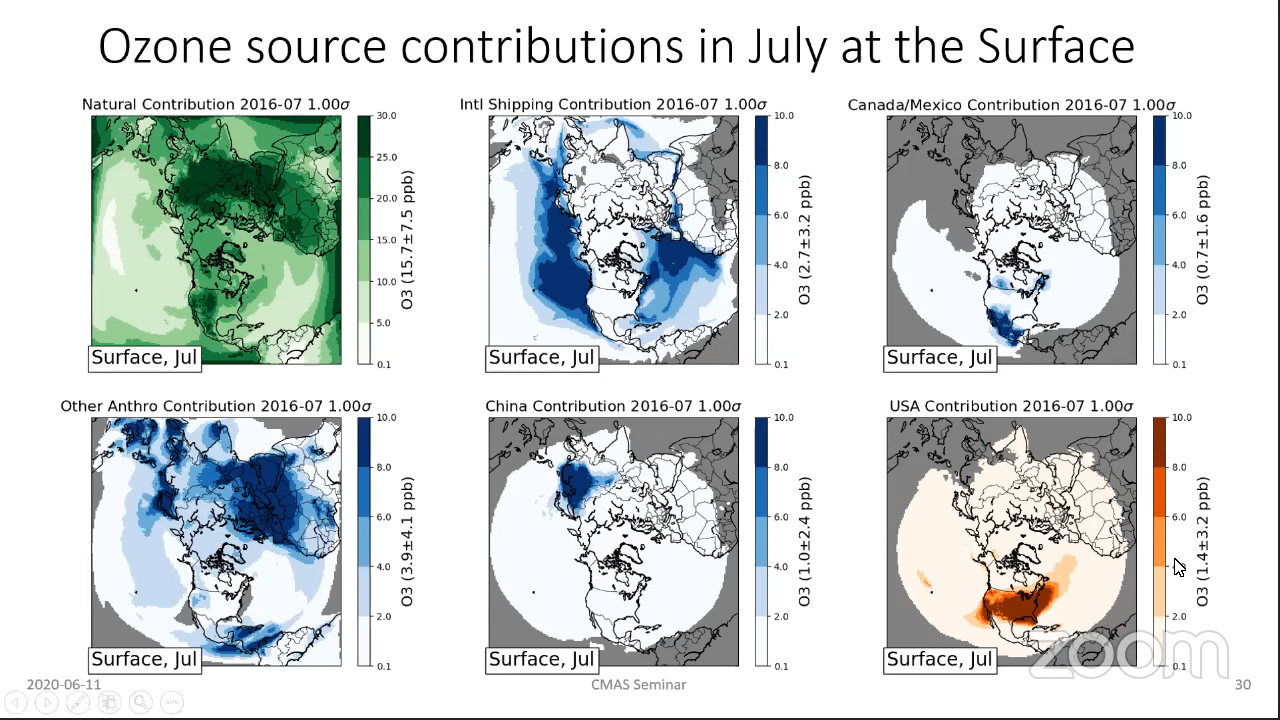 Ozone source contributions in July at the Surface
Natural Contribution 2016-07 1.00σ
30.0
25.0
20.0
15.0
10.0
5.0
0.1
O3 (15.7±7.5 ppb)
Surface, Jul
Intl Shipping Contribution 2016-07 1.00σ
10.0
8.0
6.0
4.0
2.0
0.1
O3 (2.7±3.2 ppb)
Surface, Jul
Canada/Mexico Contribution 2016-07 1.00σ
10.0
8.0
6.0
4.0
2.0
0.1
O3 (0.7±1.6 ppb)
Surface, Jul
Other Anthro Contribution 2016-07 1.00σ
10.0
8.0
6.0
4.0
2.0
0.1
O3 (3.9±4.1 ppb)
Surface, Jul
China Contribution 2016-07 1.00σ
10.0
8.0
6.0
4.0
2.0
0.1
O3 (1.0±2.4 ppb)
Surface, Jul
USA Contribution 2016-07 1.00σ
10.0
8.0
6.0
2.0
0.1
O3 (1.4±3.2 ppb)
Surface, Jul
zoom
2020-06-11
CMAS Seminar
30